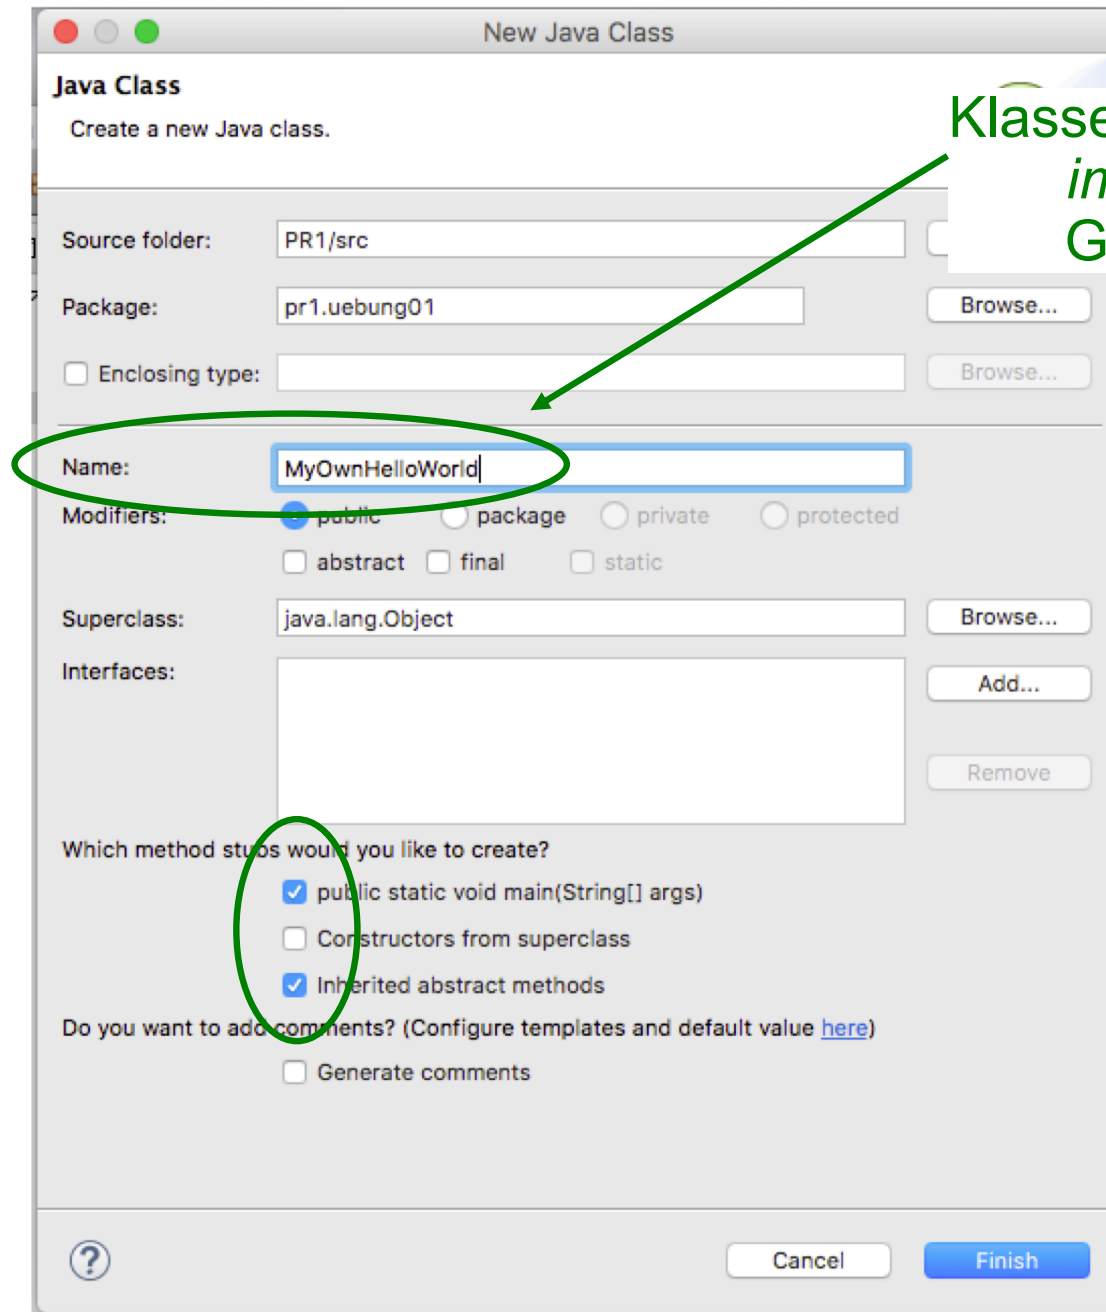 New Java Class
Java Class
Create a new Java class.
Klasse
in
G
Source folder: PR1/src
Package: pr1.uebung01 Browse...
Enclosing type: Browse...
Name: MyOwnHelloWorld
Modifiers: public package private protected
abstract final static
Superclass: java.lang.Object Browse...
Interfaces: Add...
Remove
Which method stubs would you like to create?
public static void main(String[] args)
Constructors from superclass
Inherited abstract methods
Do you want to add comments? (Configure templates and default value here)
Generate comments
? Cancel Finish